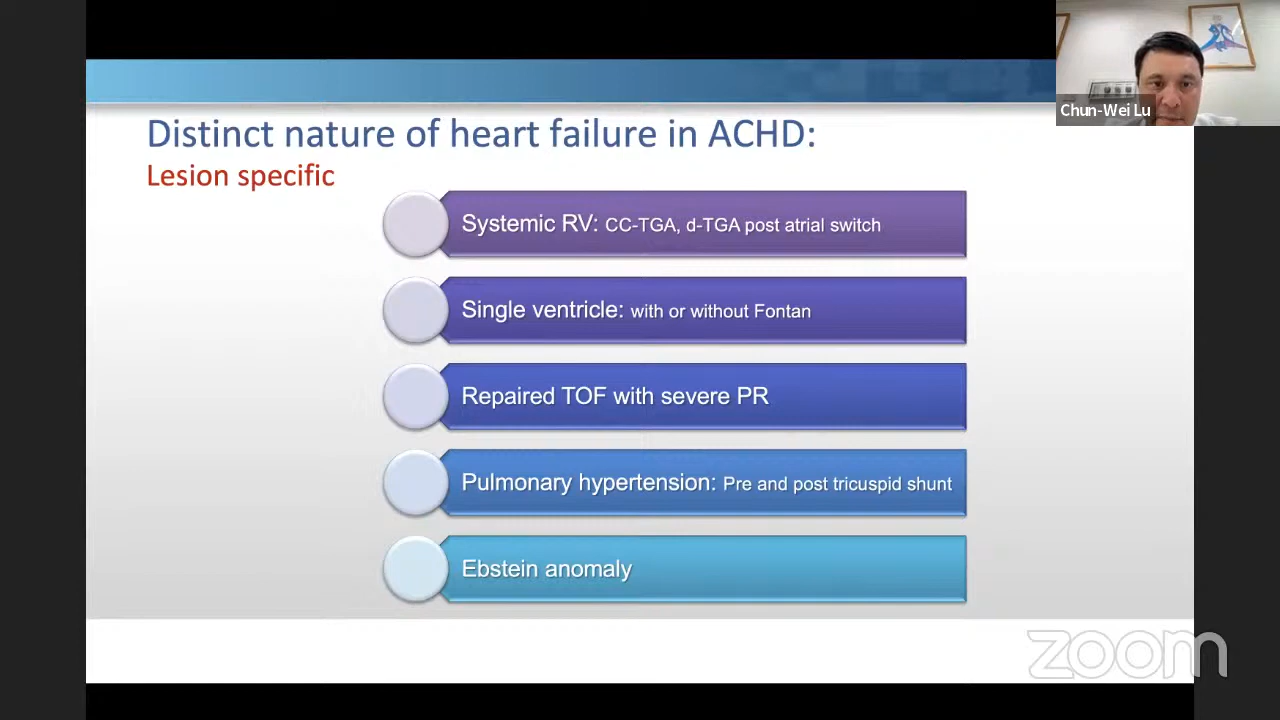 Chun-Wei Lu
Distinct nature of heart failure in ACHD:
Lesion specific
Systemic RV: CC-TGA, d-TGA post atrial switch
Single ventricle: with or without Fontan
Repaired TOF with severe PR
Pulmonary hypertension: Pre and post tricuspid shunt
Ebstein anomaly
zoom